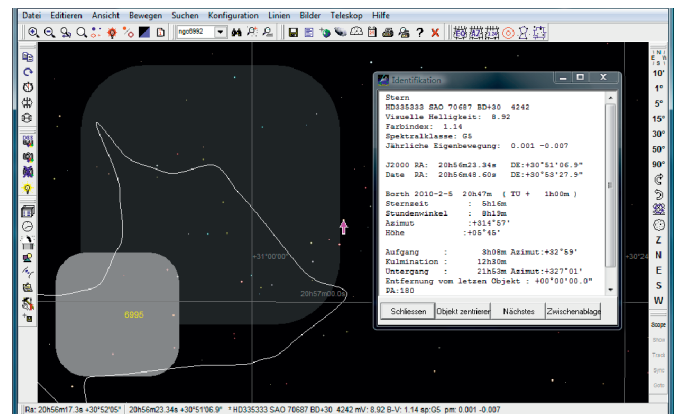 Datei Editieren Ansicht Bewegen Suchen Konfiguration Linien Bilder Teleskop Hilfe
ngc6992
Identifikation
Stern
HD335333 SAO 70687 BD+30 4242
Visuelle Helligkeit: 8.92
Farbindex: 1.14
Spektralklasse: G5
Jährliche Eigenbewegung: 0.001 -0.007
J2000 RA: 20h56m23.34s DE:+30°51'06.9"
Date RA: 20h56m48.60s DE:+30°53'27.9"
Borth 2010-2-5 20h47m ( TU + 1h00m )
Sternzeit : 5h16m
Stundenwinkel : 8h19m
Azimut :+314°57'
Höhe :+05°45'
Aufgang : 3h08m Azimut:+32°59'
Kulmination : 12h30m
Untergang : 21h53m Azimut:+327°01'
Entfernung vom letzen Objekt : +00°00'00.0"
PA:180
Schliessen Objekt zentrieren Nächstes Zwischenablage
+31°00'00"
20h57m00.0s
+30°24
6995
N
E W
S
10'
1°
5°
15°
30°
50°
90°
Z
N
E
S
W
Scope
Ra: 20h56m17.3s +30°52'05" 20h56m23.34s +30°51'06.9" * HD335333 SAO 70687 BD+30 4242 mV: 8.92 B-V: 1.14 sp:G5 pm: 0.001 -0.007